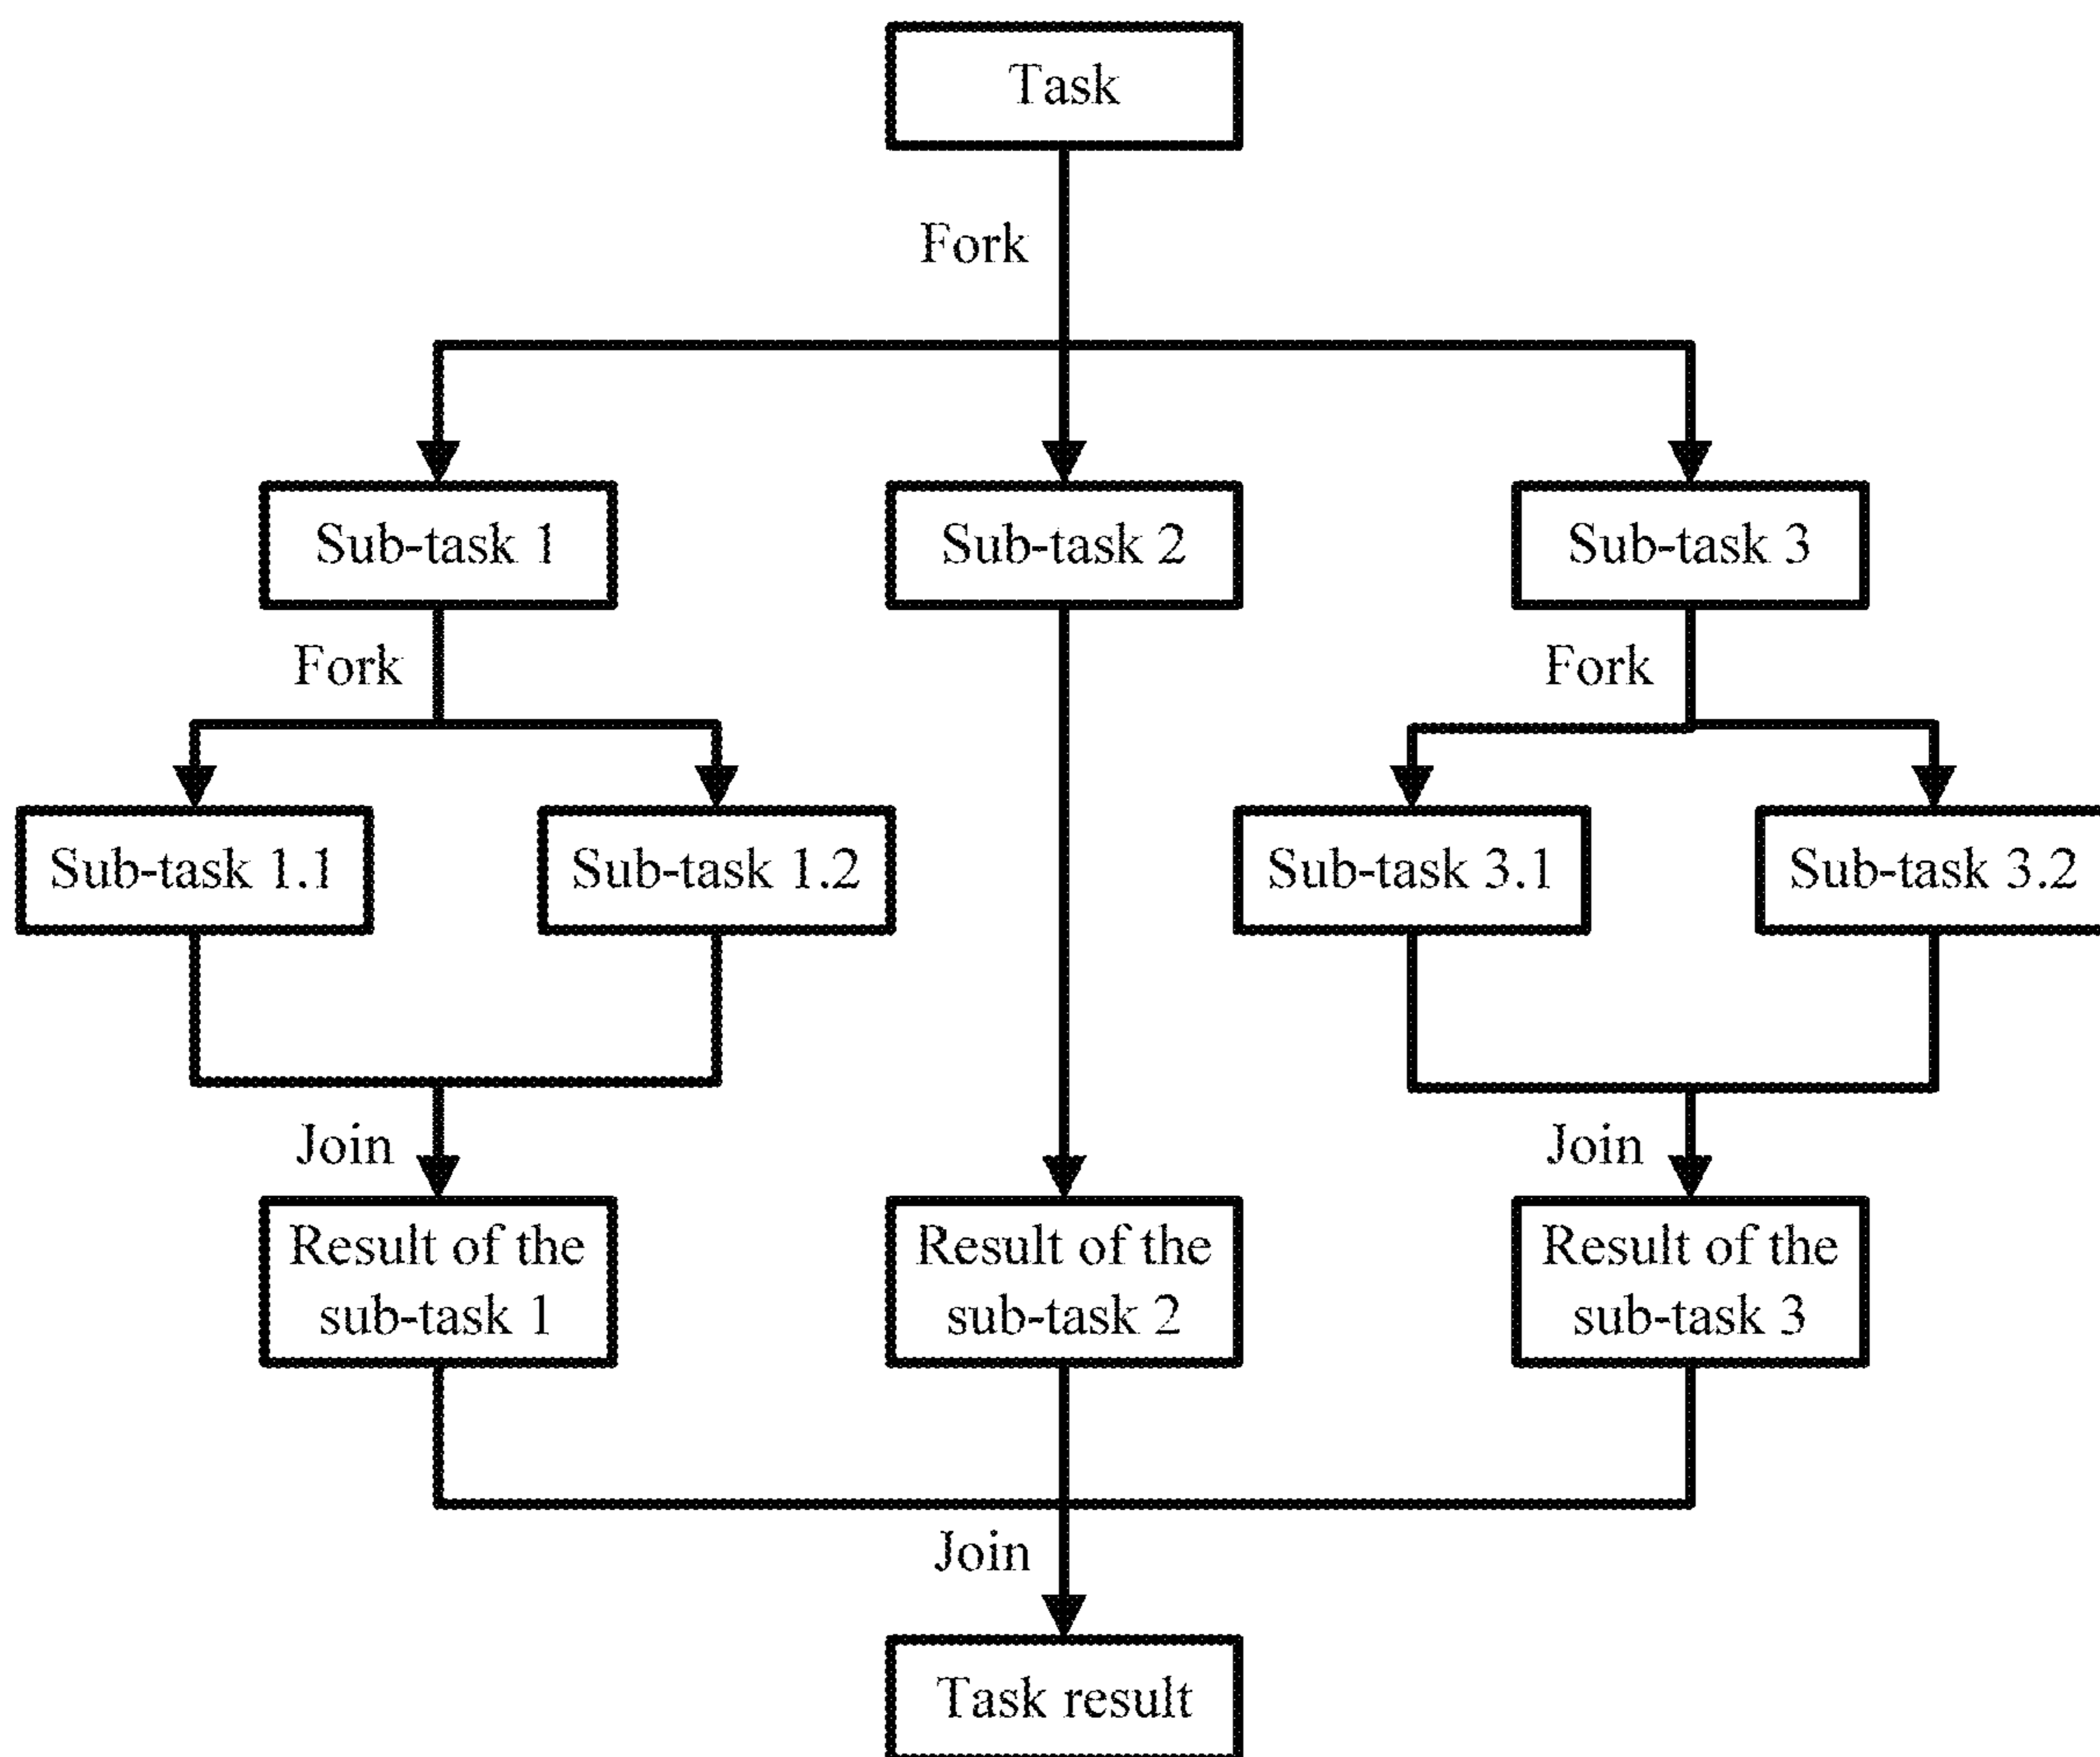 Task
Fork
Sub-task 1
Sub-task 2
Sub-task 3
Fork
Fork
Sub-task 1.1
Sub-task 1.2
Sub-task 3.1
Sub-task 3.2
Join
Join
Result of the
sub-task 1
Result of the
sub-task 2
Result of the
sub-task 3
Join
Task result